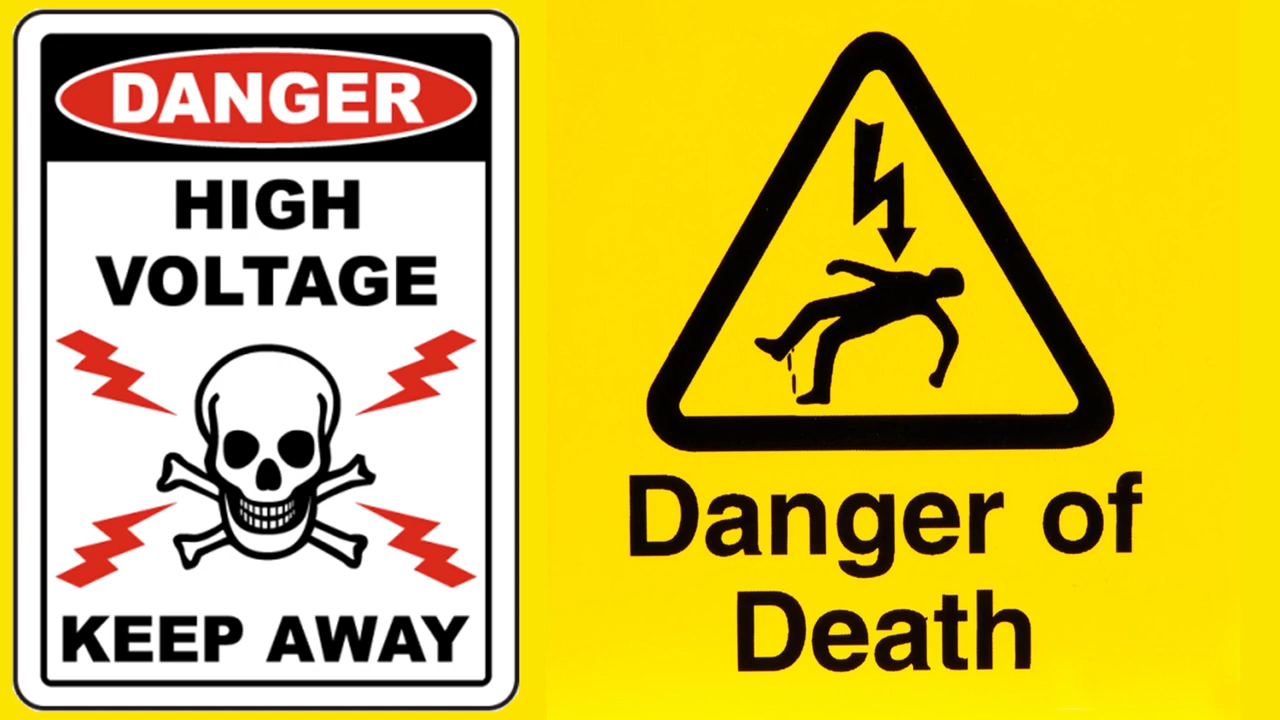 DANGER
HIGH
VOLTAGE
KEEP AWAY
Danger of
Death